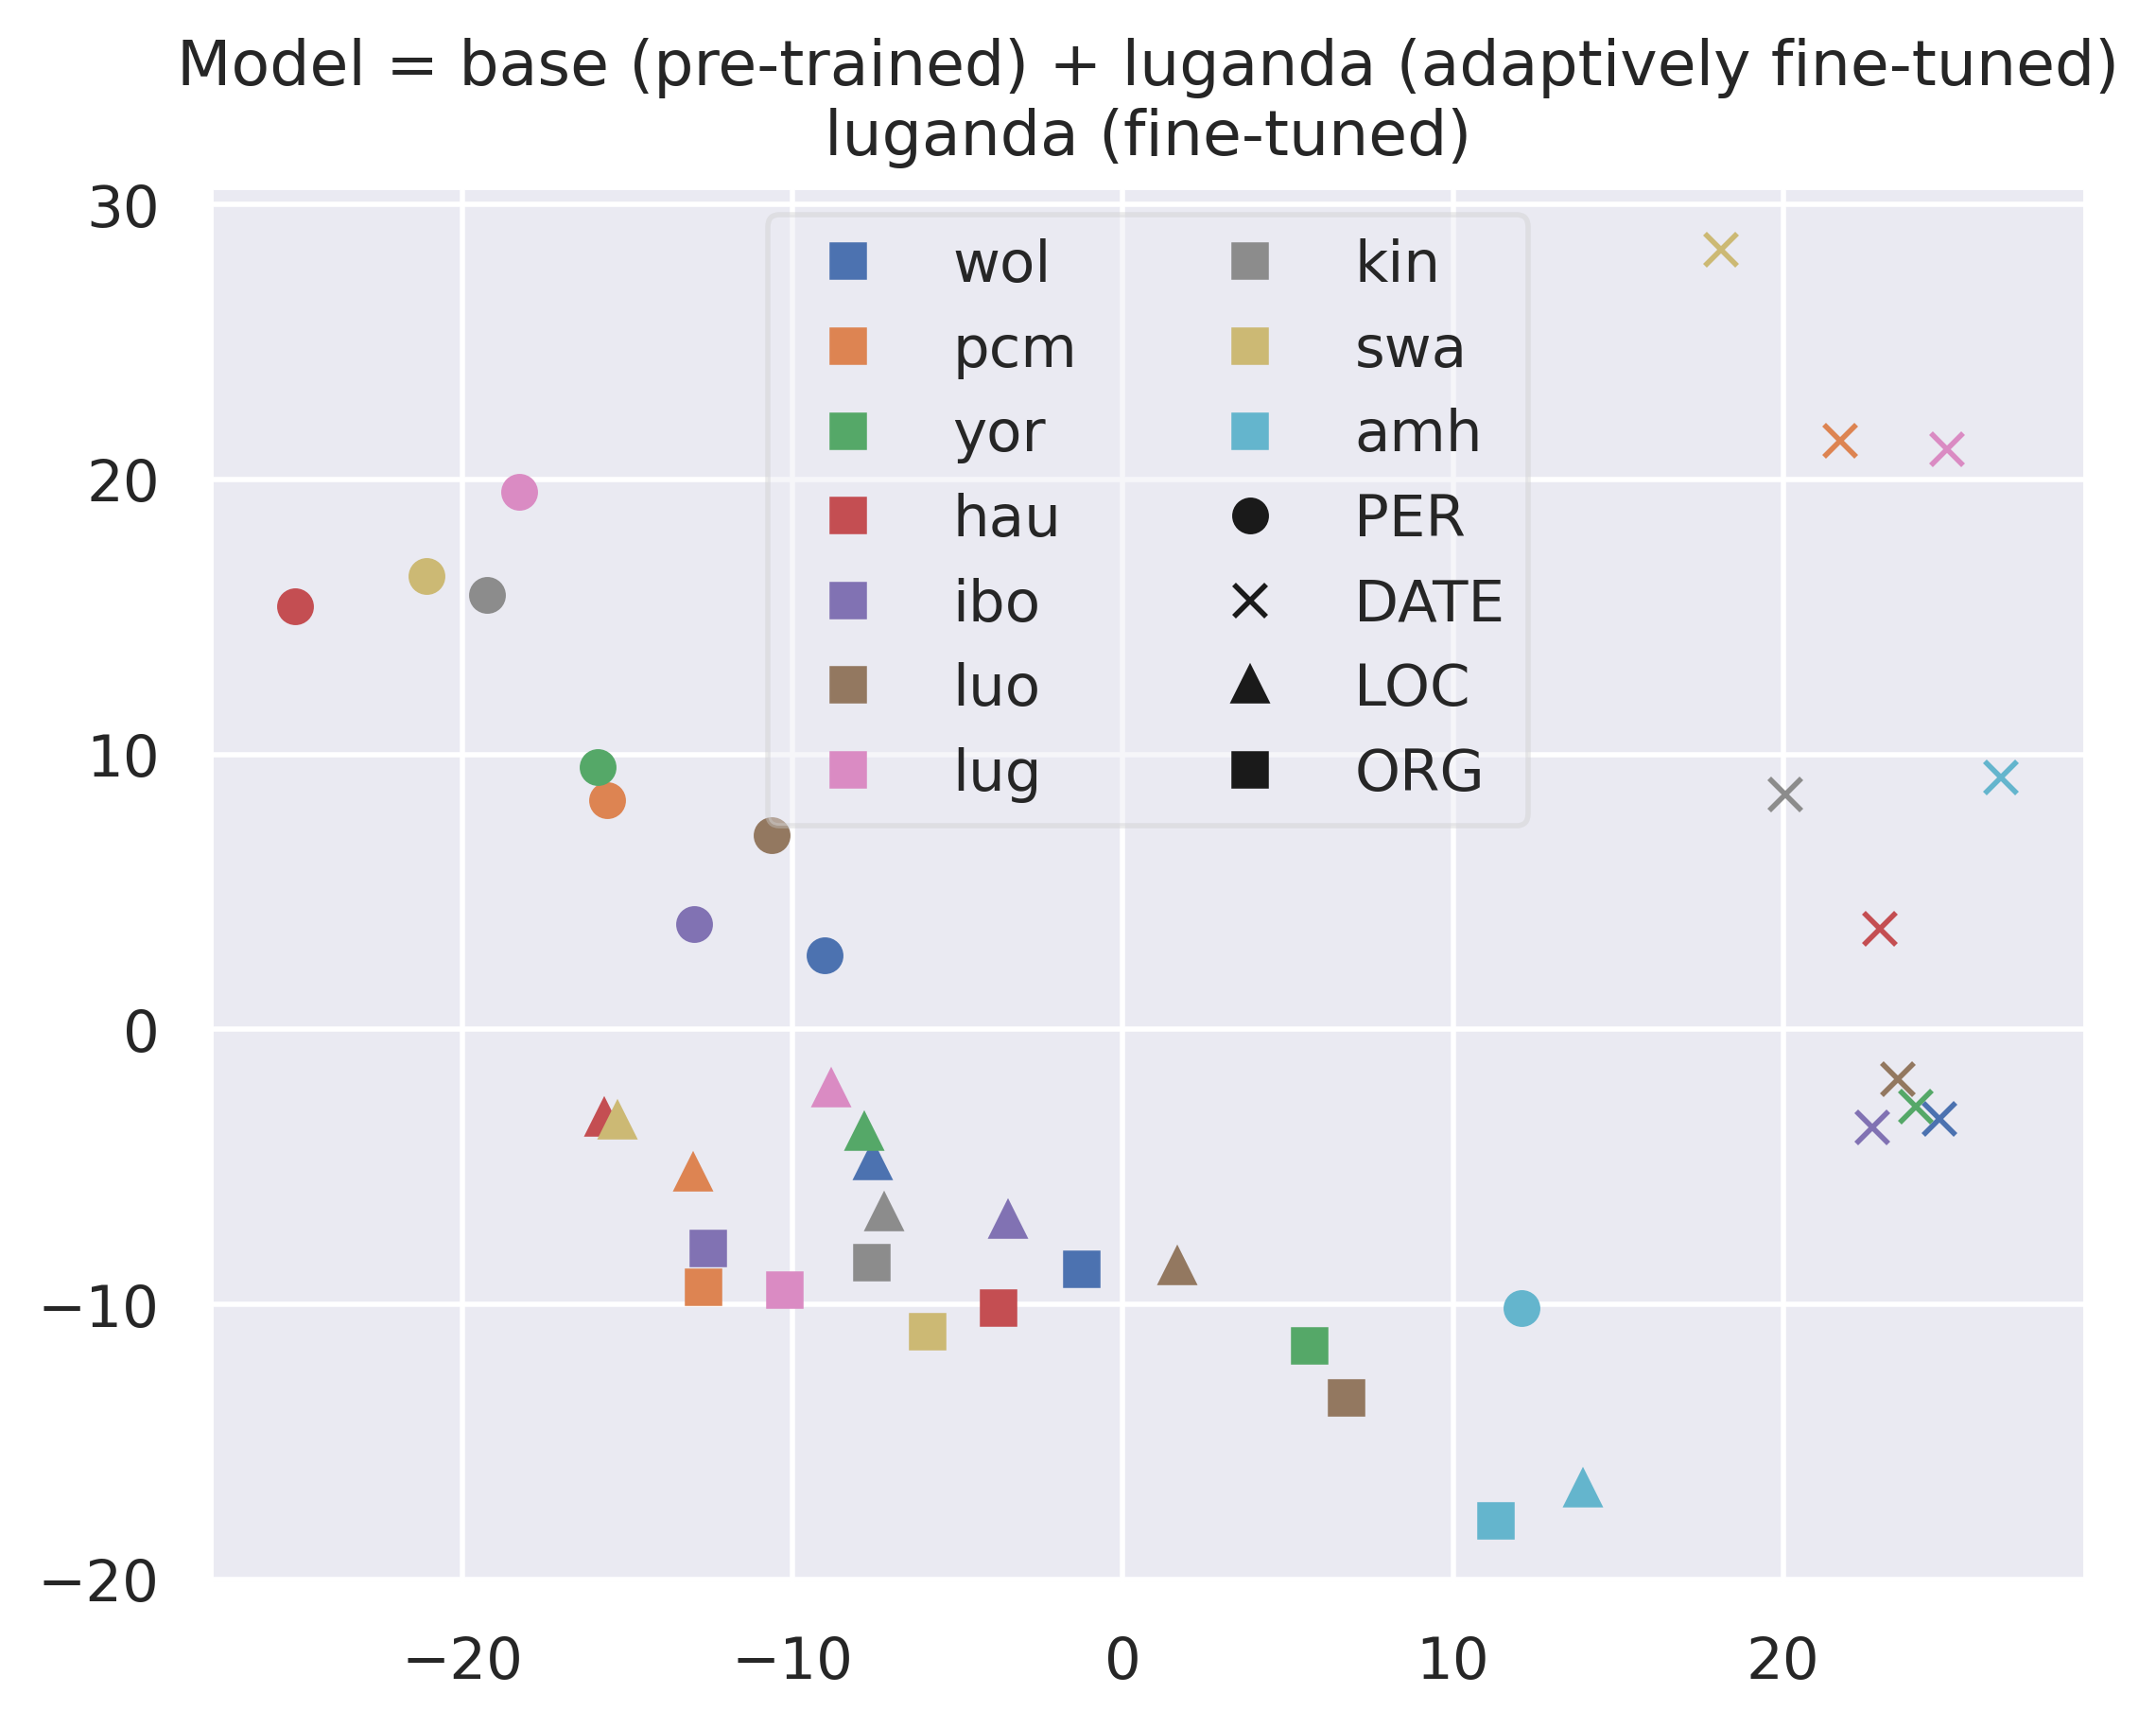 Model = base (pre-trained) + luganda (adaptively fine-tuned)
luganda (fine-tuned)
30
20
10
0
−10
−20
wol
pcm
yor
hau
ibo
luo
lug
kin
swa
amh
PER
DATE
LOC
ORG
−20
−10
0
10
20